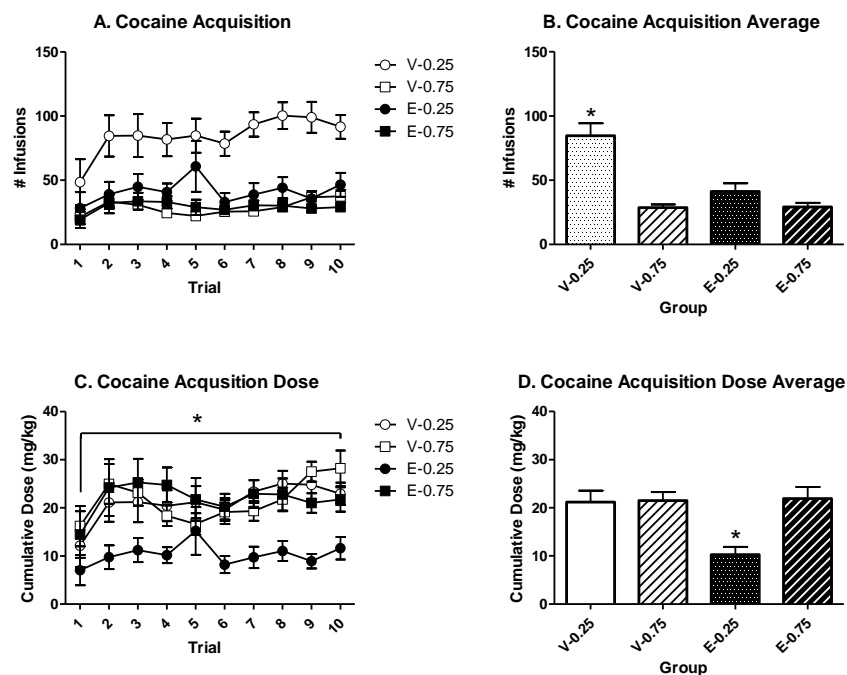 A. Cocaine Acquisition
150
100
50
0
# Infusions
1 2 3 4 5 6 7 8 9 10
Trial
V-0.25
V-0.75
E-0.25
E-0.75
B. Cocaine Acquisition Average
150
100
50
0
# Infusions
*
V-0.25 V-0.75 E-0.25 E-0.75
Group
C. Cocaine Acqusition Dose
40
30
20
10
0
Cumulative Dose (mg/kg)
*
1 2 3 4 5 6 7 8 9 10
Trial
V-0.25
V-0.75
E-0.25
E-0.75
D. Cocaine Acquisition Dose Average
40
30
20
10
0
Cumulative Dose (mg/kg)
*
V-0.25 V-0.75 E-0.25 E-0.75
Group